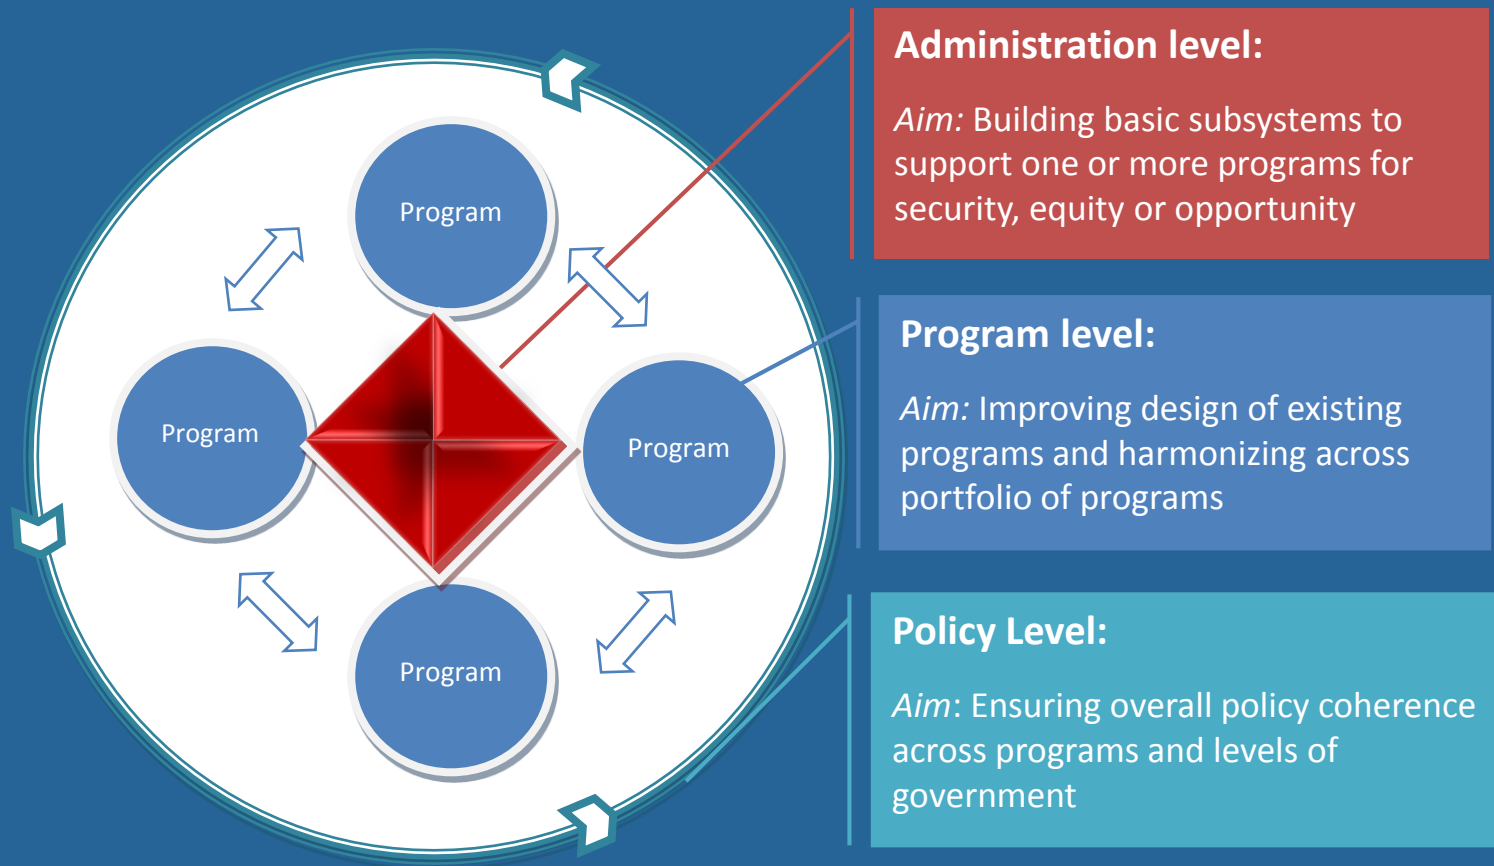 Administration level:
Aim: Building basic subsystems to
support one or more programs for
security, equity or opportunity
Program
Program
Program
Program
Program level:
Aim: Improving design of existing
programs and harmonizing across
portfolio of programs
Policy Level:
Aim: Ensuring overall policy coherence
across programs and levels of
government